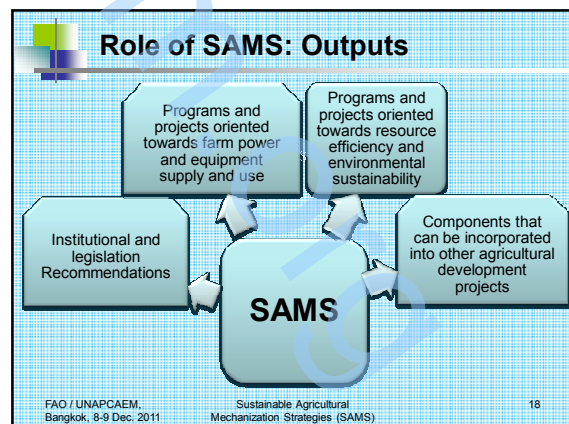 Role of SAMS: Outputs
Programs and
projects oriented
towards farm power
and equipment
supply and use
Programs and
projects oriented
towards resource
efficiency and
environmental
sustainability
Institutional and
legislation
Recommendations
Components that
can be incorporated
into other agricultural
development
projects
SAMS
FAO / UNAPCAEM,
Bangkok, 8-9 Dec. 2011
Sustainable Agricultural
Mechanization Strategies (SAMS)
18